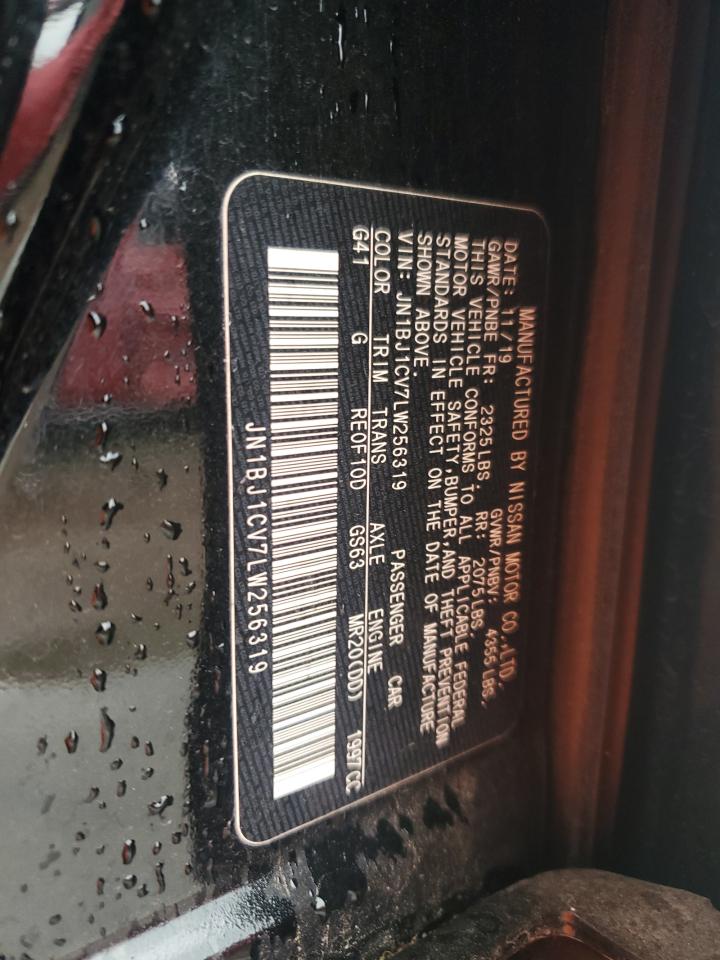 MANUFACTURED BY NISSAN MOTOR CO.,LTD.
DATE: 11/19 GVWR/PNBV: 4355 LBS,
GAWR/PNBE FR: 2325 LBS. RR: 2075 LBS,
THIS VEHICLE CONFORMS TO ALL APPLICABLE FEDERAL
MOTOR VEHICLE SAFETY,BUMPER,AND THEFT PREVENTION
STANDARDS IN EFFECT ON THE DATE OF MANUFACTURE
SHOWN ABOVE.
VIN: JN1BJ1CV7LW256319 PASSENGER CAR
COLOR TRIM TRANS AXLE ENGINE
G41 G RE0F10D GS63 MR20(DD) 1997CC
JN1BJ1CV7LW256319